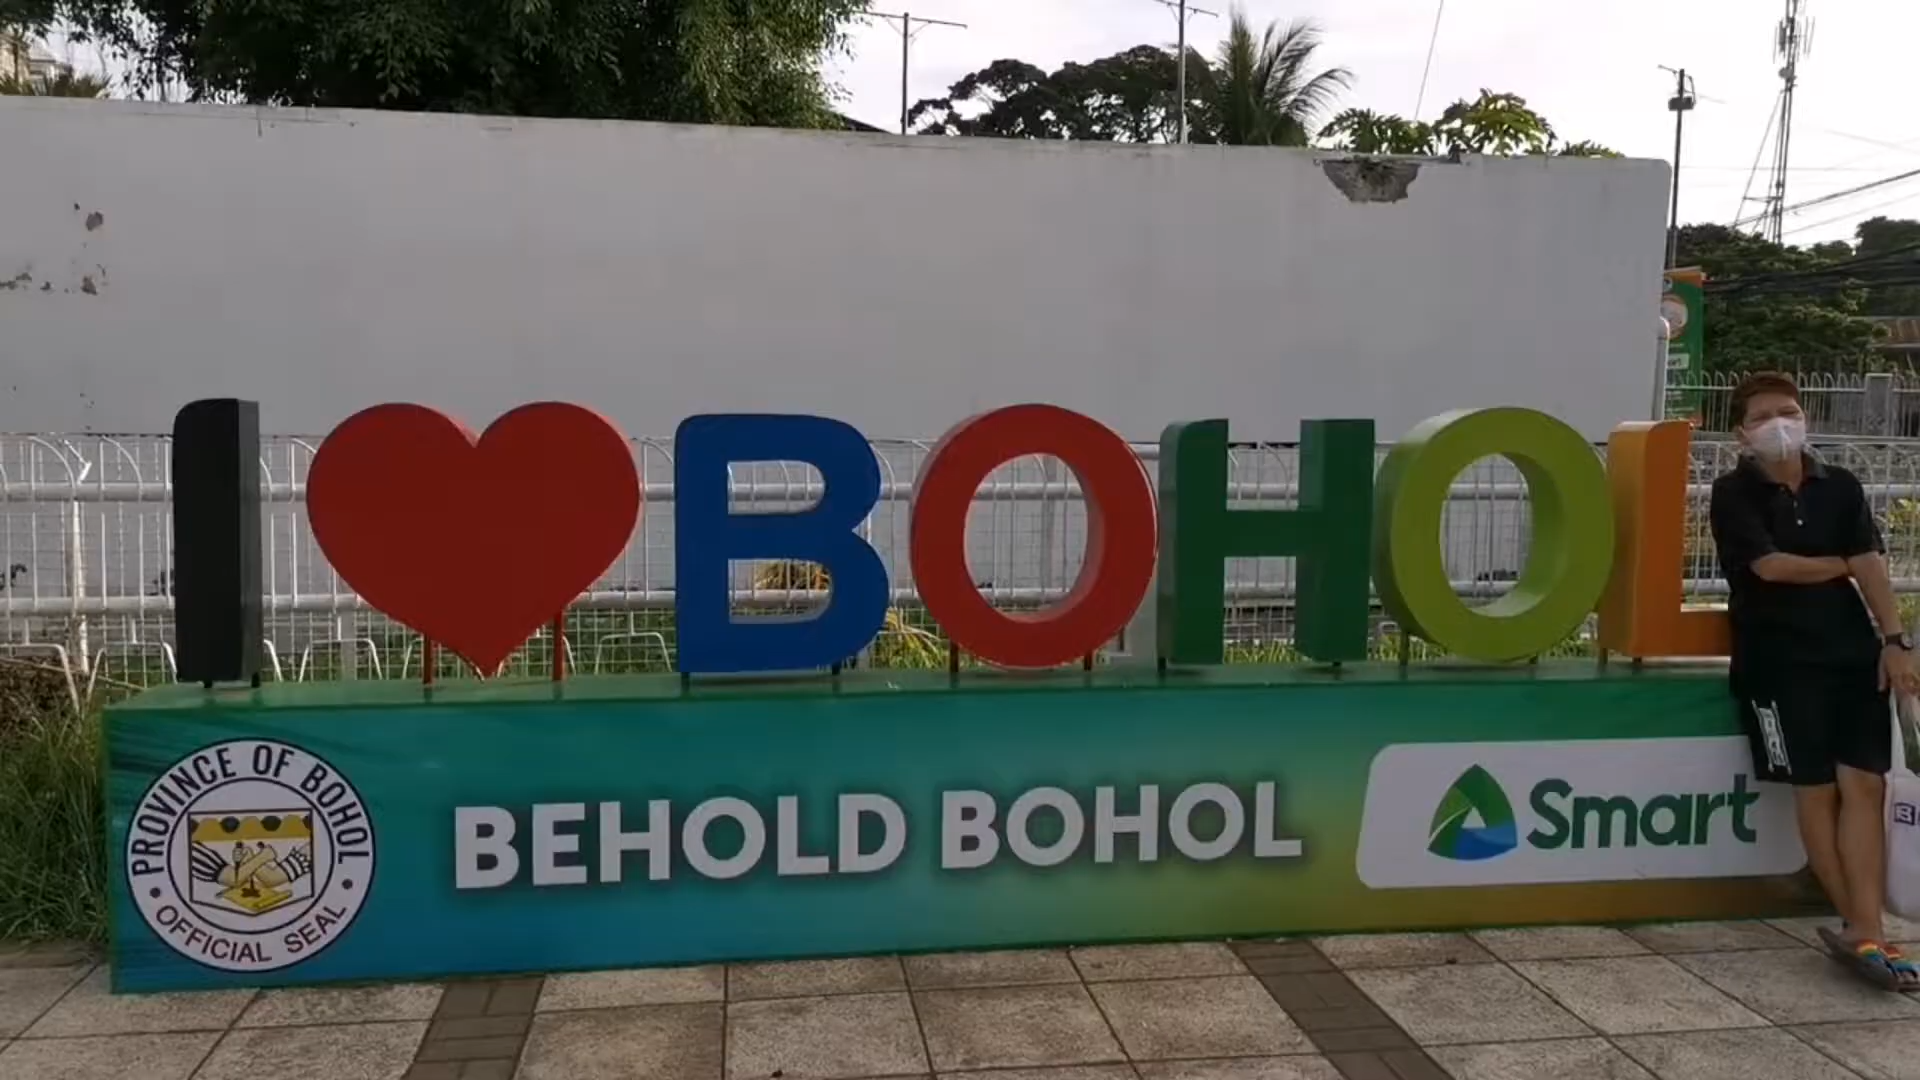 I ❤ BOHOL
PROVINCE OF BOHOL
OFFICIAL SEAL
BEHOLD BOHOL
Smart
B